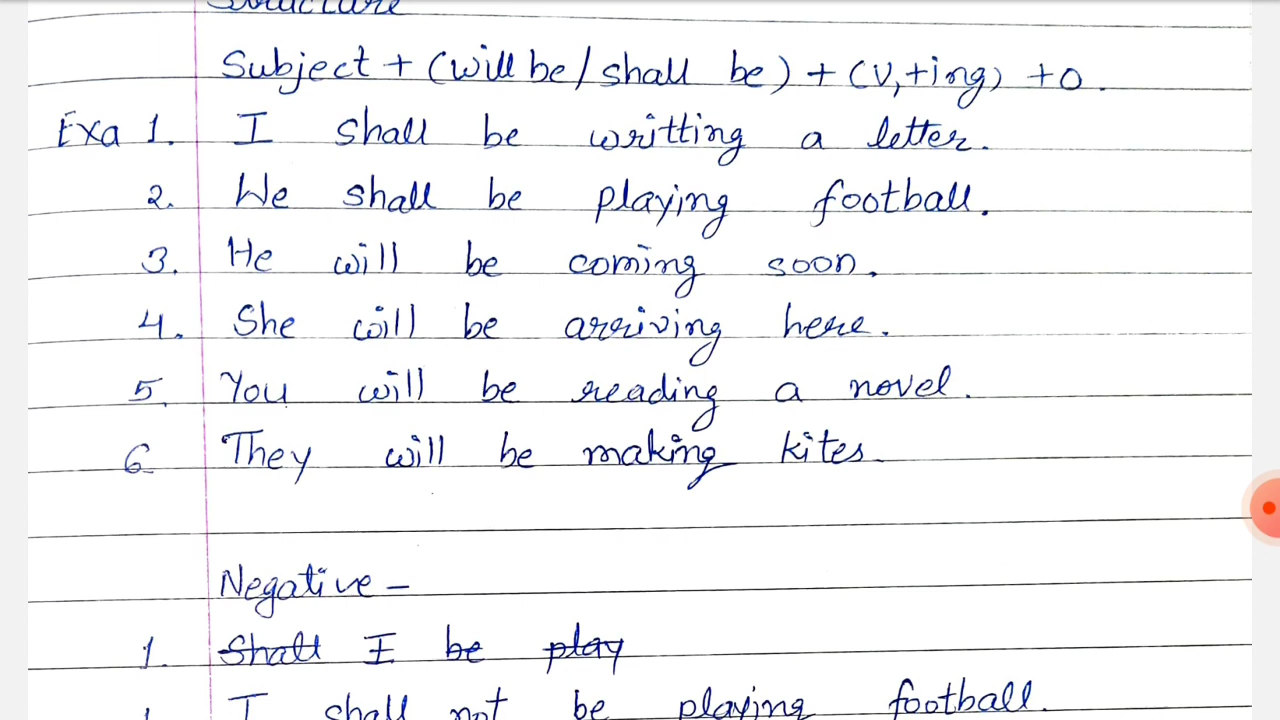 Structure
Subject + (will be/shall be) + (V1+ing) + O.
Exa 1. I shall be writting a letter.
2. We shall be playing football.
3. He will be coming soon.
4. She will be arriving here.
5. You will be reading a novel.
6 They will be making kites.
Negative -
1. Shall I be play
1. I shall not be playing football.